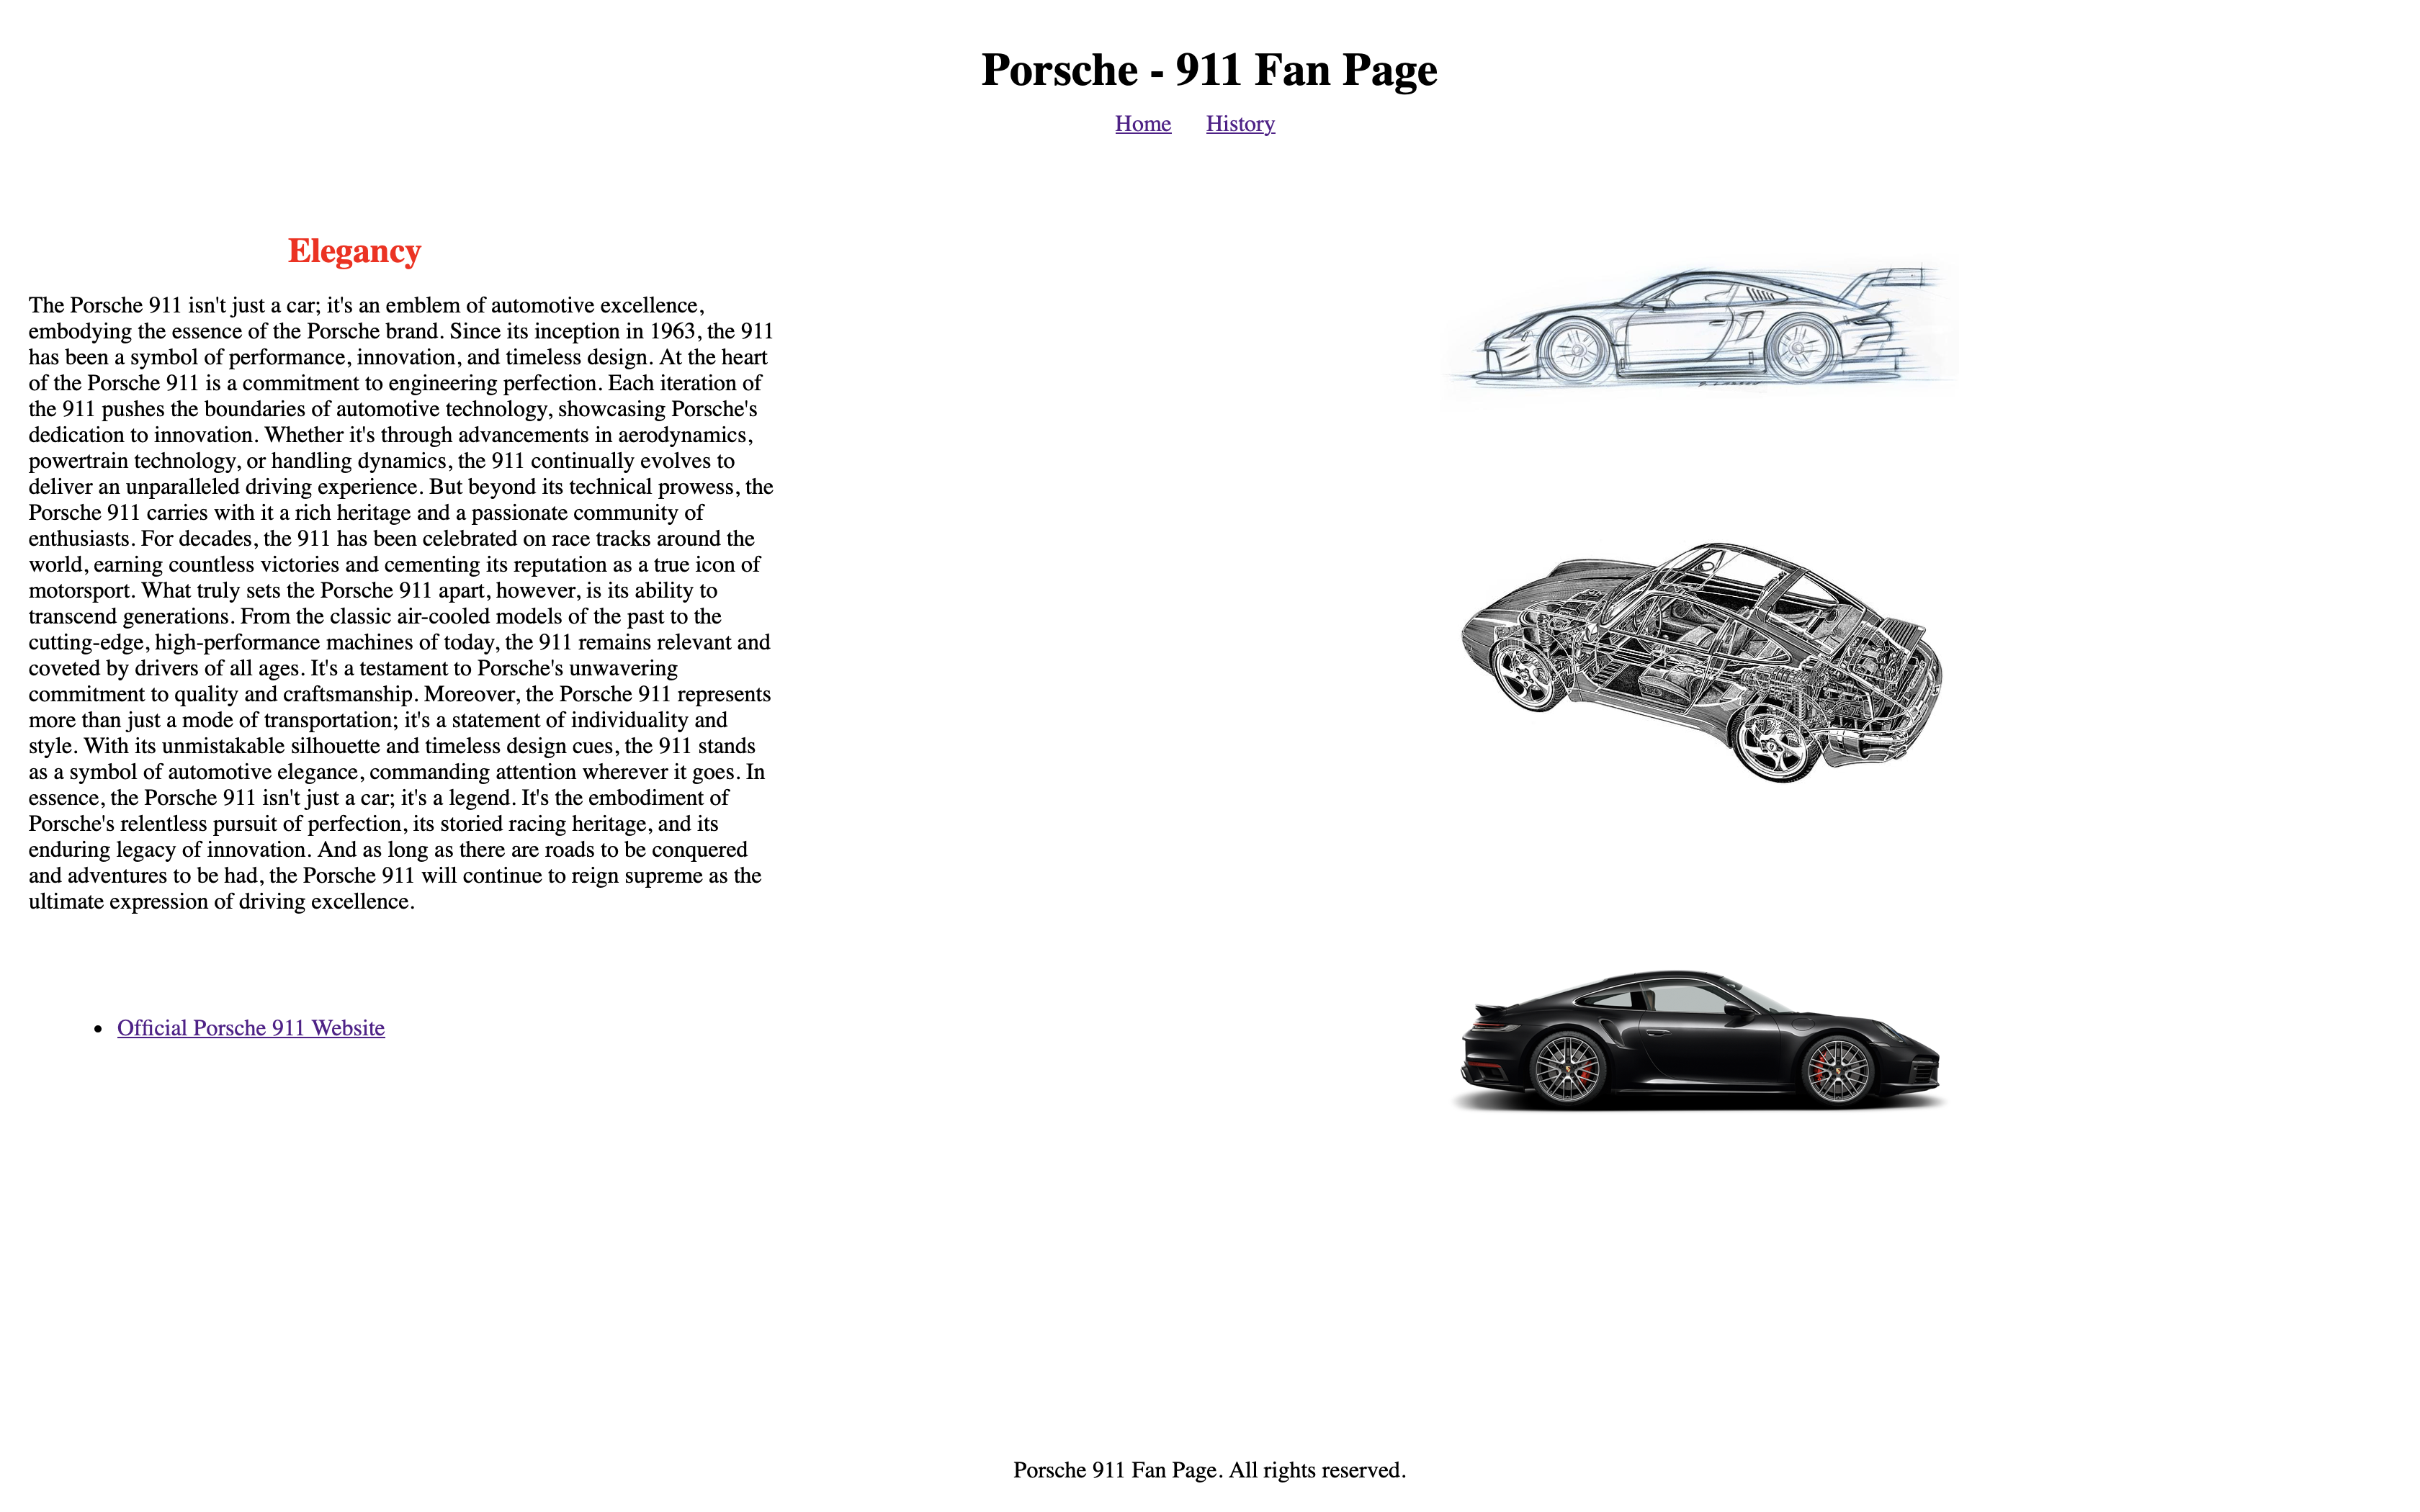 Porsche - 911 Fan Page
Home History
Elegancy
The Porsche 911 isn't just a car; it's an emblem of automotive excellence,
embodying the essence of the Porsche brand. Since its inception in 1963, the 911
has been a symbol of performance, innovation, and timeless design. At the heart
of the Porsche 911 is a commitment to engineering perfection. Each iteration of
the 911 pushes the boundaries of automotive technology, showcasing Porsche's
dedication to innovation. Whether it's through advancements in aerodynamics,
powertrain technology, or handling dynamics, the 911 continually evolves to
deliver an unparalleled driving experience. But beyond its technical prowess, the
Porsche 911 carries with it a rich heritage and a passionate community of
enthusiasts. For decades, the 911 has been celebrated on race tracks around the
world, earning countless victories and cementing its reputation as a true icon of
motorsport. What truly sets the Porsche 911 apart, however, is its ability to
transcend generations. From the classic air-cooled models of the past to the
cutting-edge, high-performance machines of today, the 911 remains relevant and
coveted by drivers of all ages. It's a testament to Porsche's unwavering
commitment to quality and craftsmanship. Moreover, the Porsche 911 represents
more than just a mode of transportation; it's a statement of individuality and
style. With its unmistakable silhouette and timeless design cues, the 911 stands
as a symbol of automotive elegance, commanding attention wherever it goes. In
essence, the Porsche 911 isn't just a car; it's a legend. It's the embodiment of
Porsche's relentless pursuit of perfection, its storied racing heritage, and its
enduring legacy of innovation. And as long as there are roads to be conquered
and adventures to be had, the Porsche 911 will continue to reign supreme as the
ultimate expression of driving excellence.
• Official Porsche 911 Website
Porsche 911 Fan Page. All rights reserved.